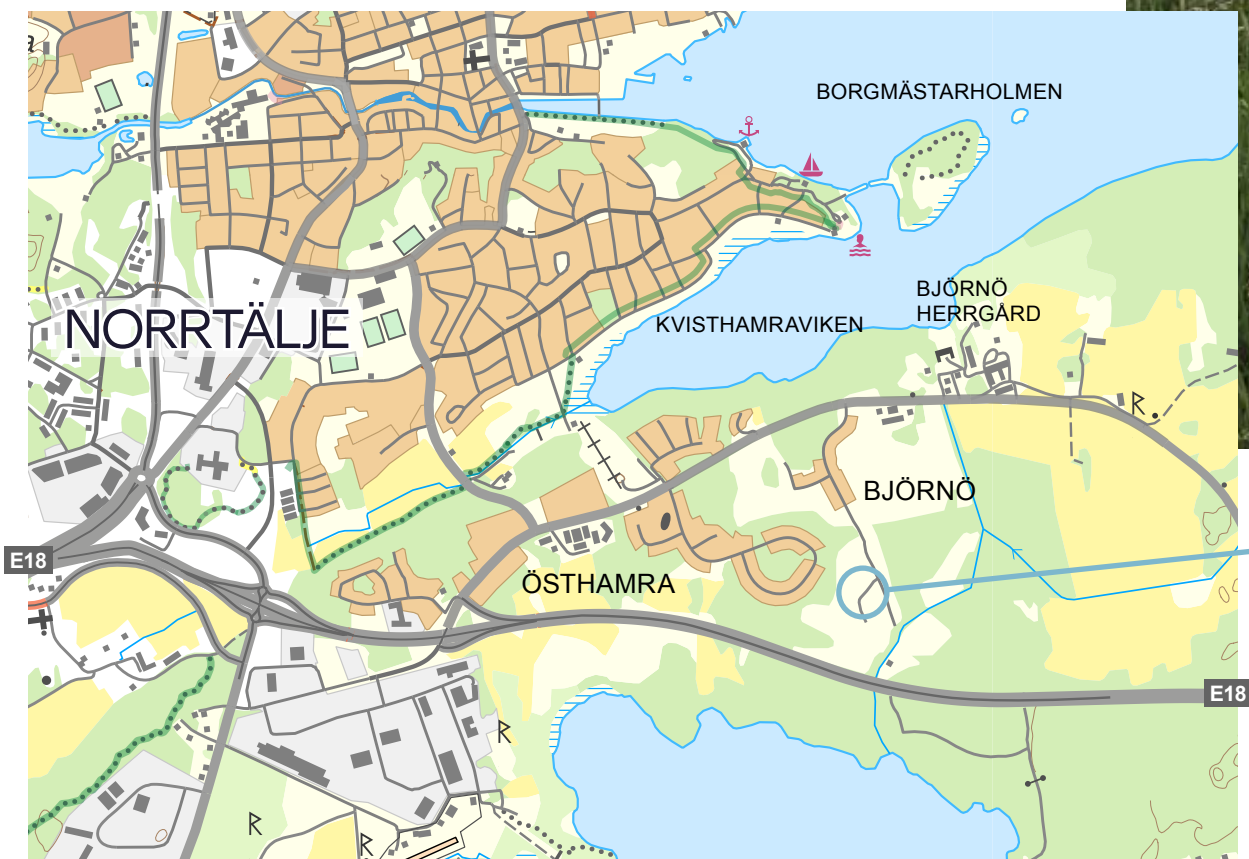 BORGMÄSTARHOLMEN
BJÖRNÖ
HERRGÅRD
NORRTÄLJE
KVISTHAMRAVIKEN
BJÖRNÖ
E18
ÖSTHAMRA
E18
R
R
R
R